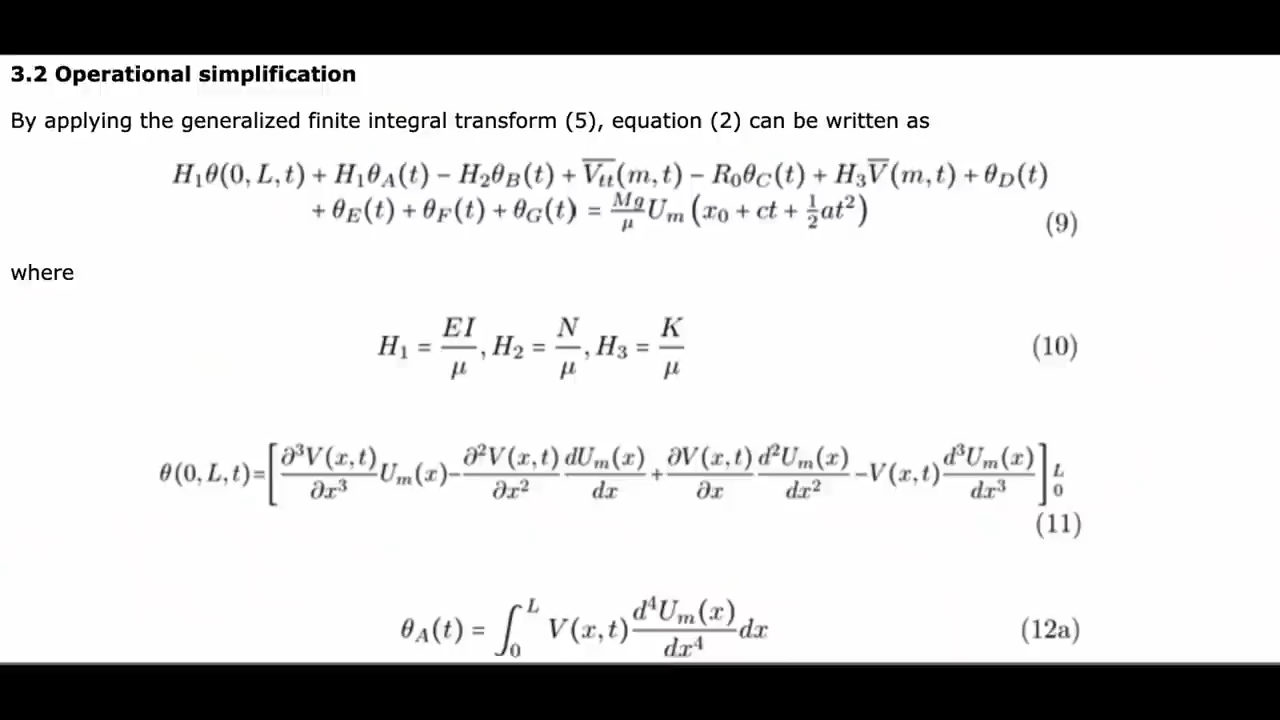 3.2 Operational simplification
By applying the generalized finite integral transform (5), equation (2) can be written as
H₁θ(0, L, t) + H₁θ_A(t) − H₂θ_B(t) + \overline{V_{tt}}(m, t) − R₀θ_C(t) + H₃\overline{V}(m, t) + θ_D(t)
+ θ_E(t) + θ_F(t) + θ_G(t) = \frac{Mg}{μ} U_m (x₀ + ct + \frac{1}{2}at²) (9)
where
H₁ = \frac{EI}{μ}, H₂ = \frac{N}{μ}, H₃ = \frac{K}{μ} (10)
θ(0, L, t) = [\frac{∂³V(x,t)}{∂x³} U_m(x) − \frac{∂²V(x,t)}{∂x²} \frac{dU_m(x)}{dx} + \frac{∂V(x,t)}{∂x} \frac{d²U_m(x)}{dx²} − V(x,t) \frac{d³U_m(x)}{dx³}]_0^L
(11)
θ_A(t) = ∫_0^L V(x,t) \frac{d⁴U_m(x)}{dx⁴} dx (12a)